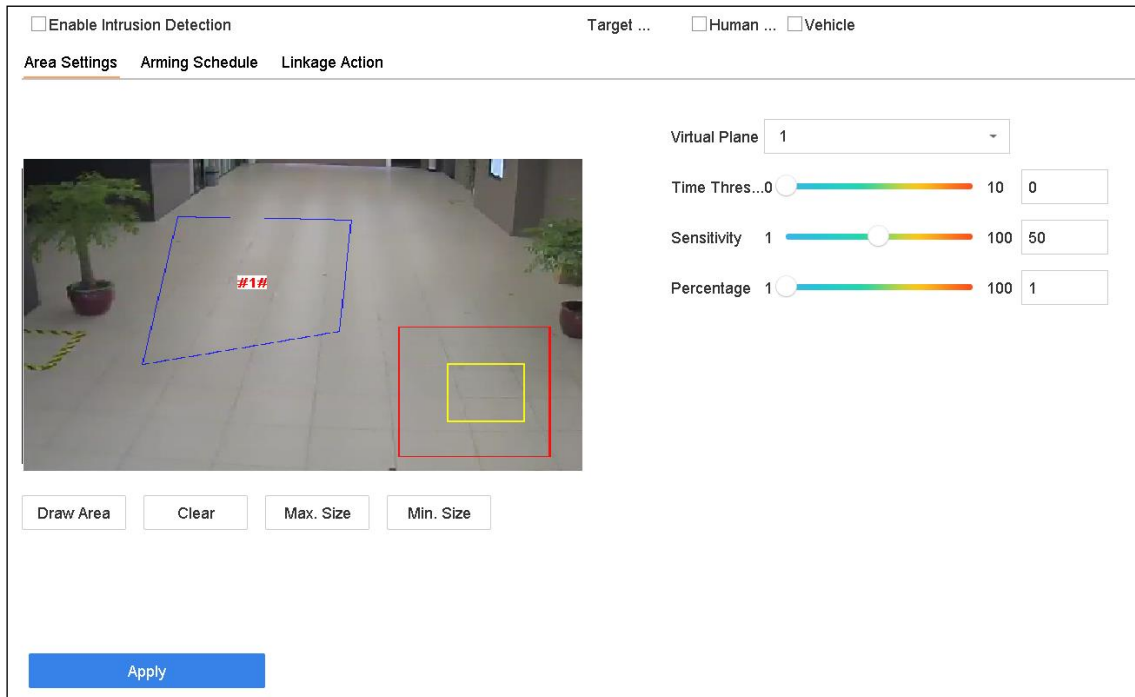 Enable Intrusion Detection Target ... Human ... Vehicle
Area Settings Arming Schedule Linkage Action
Virtual Plane 1
Time Thres...0 10 0
Sensitivity 1 100 50
#1#
Percentage 1 100 1
Draw Area Clear Max. Size Min. Size
Apply